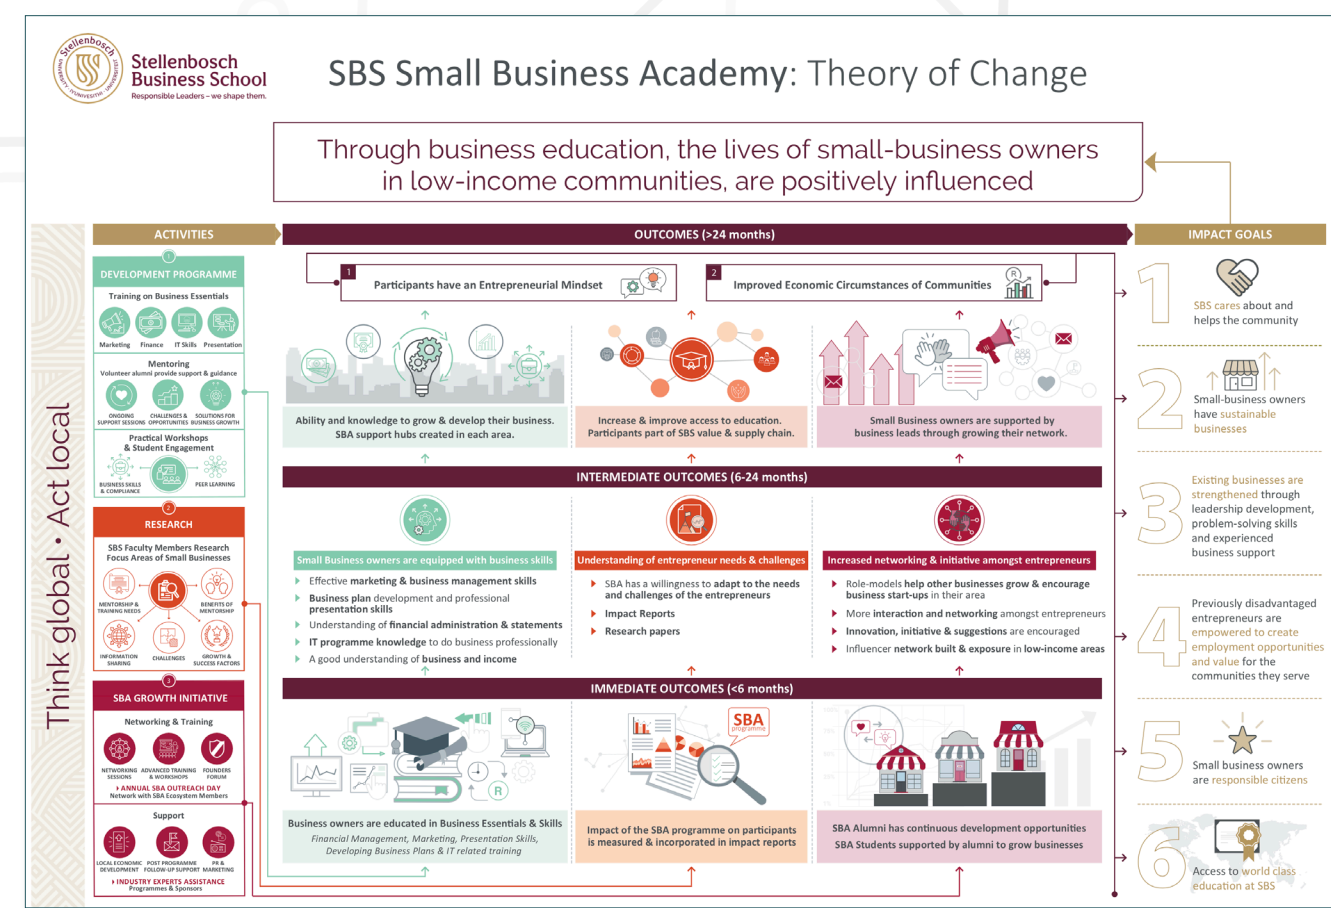 Stellenbosch
UNIVERSITY • IYUNIVESITHI • UNIVERSITEIT
Stellenbosch
Business School
Responsible Leaders – we shape them.
SBS Small Business Academy: Theory of Change
Through business education, the lives of small-business owners
in low-income communities, are positively influenced
Think global • Act local
ACTIVITIES
1
DEVELOPMENT PROGRAMME
Training on Business Essentials
Marketing
Finance
IT Skills
Presentation
Mentoring
Volunteer alumni provide support & guidance
ONGOING
SUPPORT SESSIONS
CHALLENGES &
OPPORTUNITIES
SOLUTIONS FOR
BUSINESS GROWTH
Practical Workshops
& Student Engagement
BUSINESS SKILLS
& COMPLIANCE
PEER LEARNING
2
RESEARCH
SBS Faculty Members Research
Focus Areas of Small Businesses
MENTORSHIP &
TRAINING NEEDS
BENEFITS OF
MENTORSHIP
INFORMATION
SHARING
CHALLENGES
GROWTH &
SUCCESS FACTORS
3
SBA GROWTH INITIATIVE
Networking & Training
NETWORKING
SESSIONS
ADVANCED TRAINING
& WORKSHOPS
FOUNDERS
FORUM
ANNUAL SBA OUTREACH DAY
Network with SBA Ecosystem Members
Support
LOCAL ECONOMIC
DEVELOPMENT
POST PROGRAMME
FOLLOW-UP SUPPORT
PR &
MARKETING
INDUSTRY EXPERTS ASSISTANCE
Programmes & Sponsors
OUTCOMES (>24 months)
1
Participants have an Entrepreneurial Mindset
2
Improved Economic Circumstances of Communities
R
Ability and knowledge to grow & develop their business.
SBA support hubs created in each area.
Increase & improve access to education.
Participants part of SBS value & supply chain.
Small Business owners are supported by
business leads through growing their network.
INTERMEDIATE OUTCOMES (6-24 months)
Small Business owners are equipped with business skills
Effective marketing & business management skills
Business plan development and professional
presentation skills
Understanding of financial administration & statements
IT programme knowledge to do business professionally
A good understanding of business and income
Understanding of entrepreneur needs & challenges
SBA has a willingness to adapt to the needs
and challenges of the entrepreneurs
Impact Reports
Research papers
Increased networking & initiative amongst entrepreneurs
Role-models help other businesses grow & encourage
business start-ups in their area
More interaction and networking amongst entrepreneurs
Innovation, initiative & suggestions are encouraged
Influencer network built & exposure in low-income areas
IMMEDIATE OUTCOMES (<6 months)
R
SBA
programme
Business owners are educated in Business Essentials & Skills
Financial Management, Marketing, Presentation Skills,
Developing Business Plans & IT related training
Impact of the SBA programme on participants
is measured & incorporated in impact reports
SBA Alumni has continuous development opportunities
SBA Students supported by alumni to grow businesses
IMPACT GOALS
1
SBS cares about and
helps the community
2
Small-business owners
have sustainable
businesses
3
Existing businesses are
strengthened through
leadership development,
problem-solving skills
and experienced
business support
4
Previously disadvantaged
entrepreneurs are
empowered to create
employment opportunities
and value for the
communities they serve
5
Small business owners
are responsible citizens
6
Access to world class
education at SBS